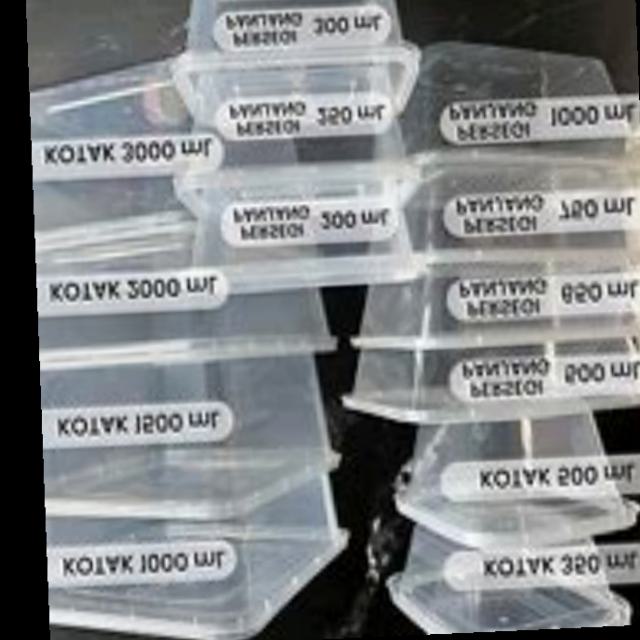 KOTAK 1000 mL
KOTAK 1500 mL
KOTAK 2000 mL
KOTAK 3000 mL
PERSEGI
PANJANG 200 mL
PERSEGI
PANJANG 250 mL
PERSEGI
PANJANG 300 mL
KOTAK 350 mL
KOTAK 500 mL
PERSEGI
PANJANG 500 mL
PERSEGI
PANJANG 650 mL
PERSEGI
PANJANG 750 mL
PERSEGI
PANJANG 1000 mL